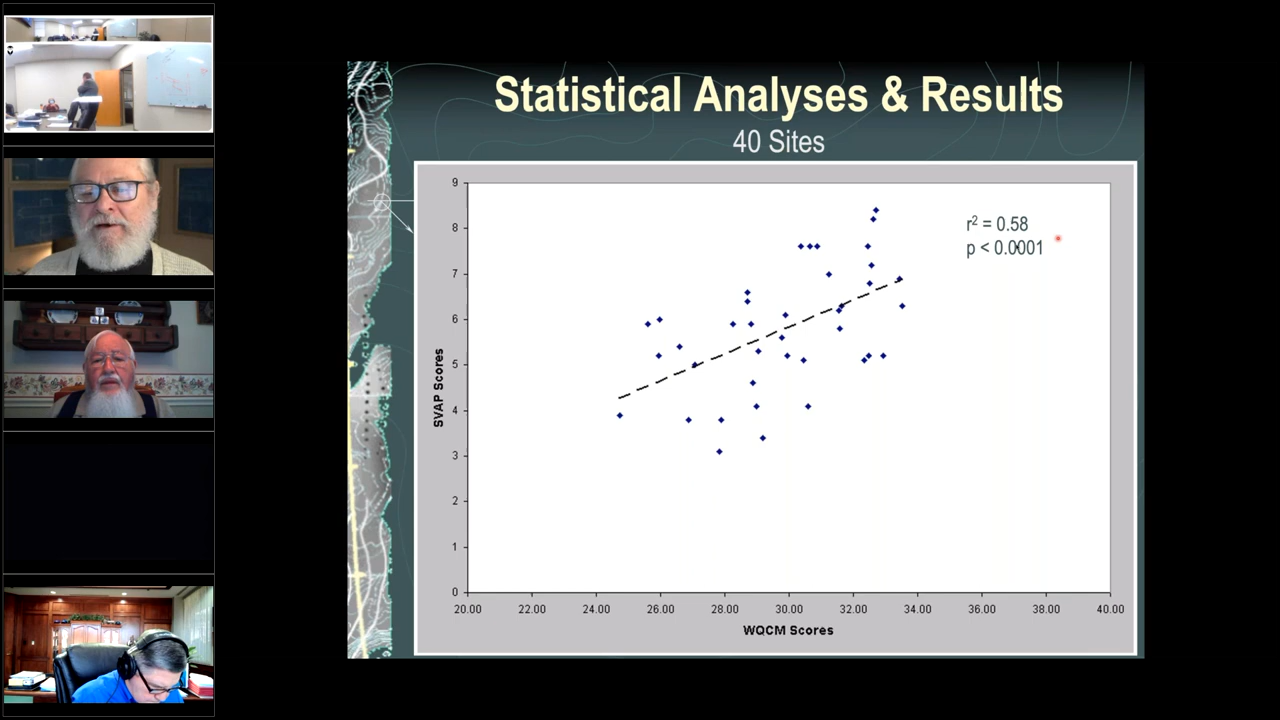 Statistical Analyses & Results
40 Sites
r² = 0.58
p < 0.0001
9
8
7
6
5
4
3
2
1
0
SVAP Scores
20.00 22.00 24.00 26.00 28.00 30.00 32.00 34.00 36.00 38.00 40.00
WQCM Scores